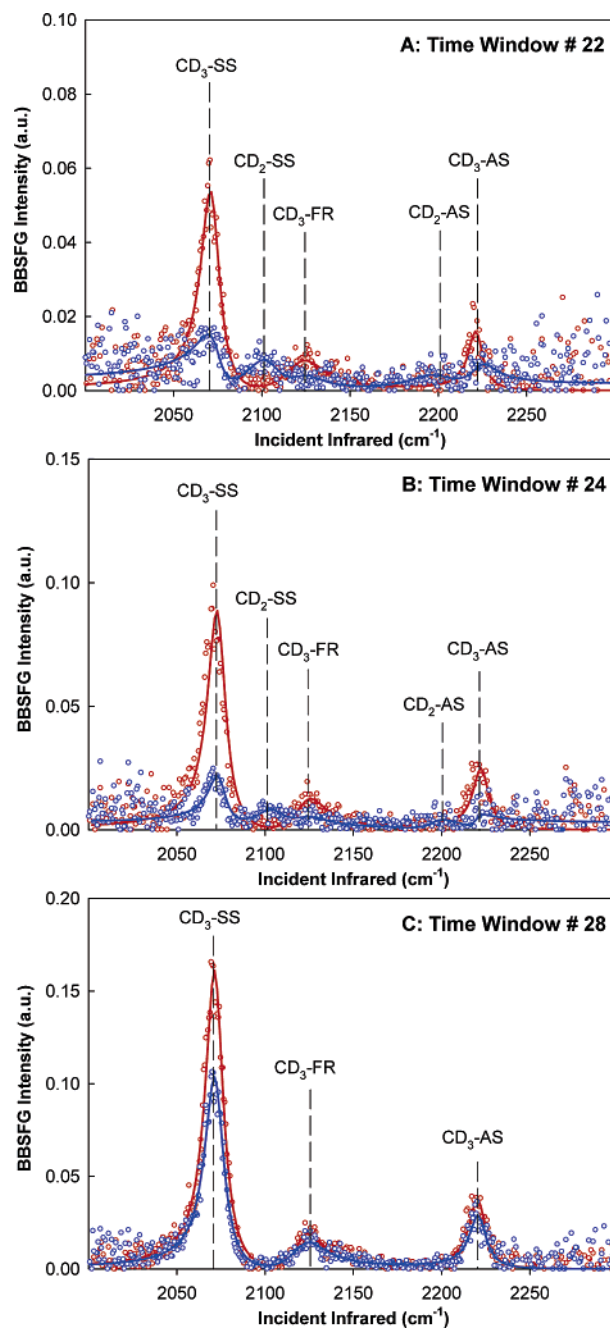 A: Time Window # 22
CD₃-SS
CD₂-SS
CD₃-FR
CD₂-AS
CD₃-AS
BBSFG Intensity (a.u.)
0.10
0.08
0.06
0.04
0.02
0.00
2050 2100 2150 2200 2250
Incident Infrared (cm⁻¹)
B: Time Window # 24
CD₃-SS
CD₂-SS
CD₃-FR
CD₂-AS
CD₃-AS
BBSFG Intensity (a.u.)
0.15
0.10
0.05
0.00
2050 2100 2150 2200 2250
Incident Infrared (cm⁻¹)
C: Time Window # 28
CD₃-SS
CD₃-FR
CD₃-AS
BBSFG Intensity (a.u.)
0.20
0.15
0.10
0.05
0.00
2050 2100 2150 2200 2250
Incident Infrared (cm⁻¹)